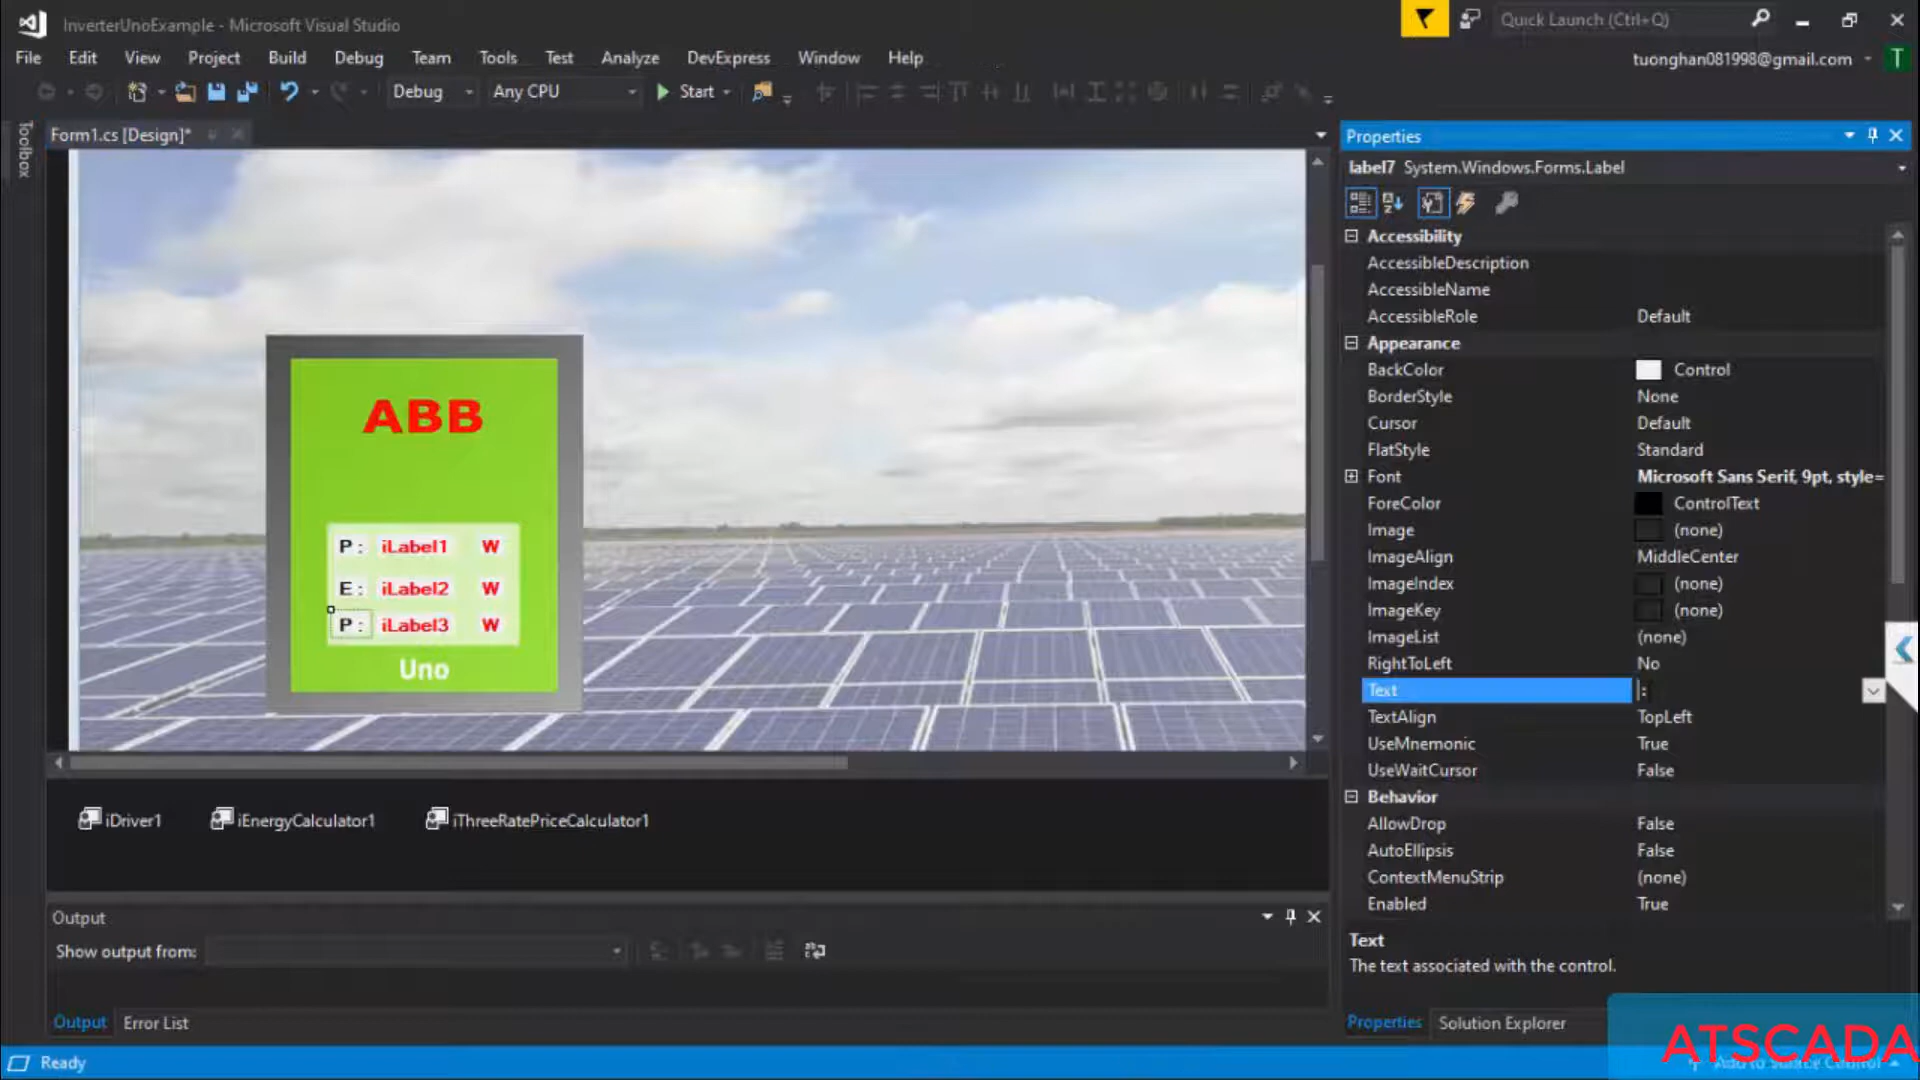 InverterUnoExample - Microsoft Visual Studio
Quick Launch (Ctrl+Q)
File Edit View Project Build Debug Team Tools Test Analyze DevExpress Window Help
tuonghan081998@gmail.com T
Debug Any CPU Start
Toolbox
Form1.cs [Design]*
ABB
P : iLabel1 W
E : iLabel2 W
P : iLabel3 W
Uno
iDriver1 iEnergyCalculator1 iThreeRatePriceCalculator1
Output
Show output from:
Output Error List
Ready
Properties
label7 System.Windows.Forms.Label
Accessibility
AccessibleDescription
AccessibleName
AccessibleRole Default
Appearance
BackColor Control
BorderStyle None
Cursor Default
FlatStyle Standard
Font Microsoft Sans Serif, 9pt, style=
ForeColor ControlText
Image (none)
ImageAlign MiddleCenter
ImageIndex (none)
ImageKey (none)
ImageList (none)
RightToLeft No
Text :
TextAlign TopLeft
UseMnemonic True
UseWaitCursor False
Behavior
AllowDrop False
AutoEllipsis False
ContextMenuStrip (none)
Enabled True
Text
The text associated with the control.
Properties Solution Explorer
ATSCADA
Add to Source Control